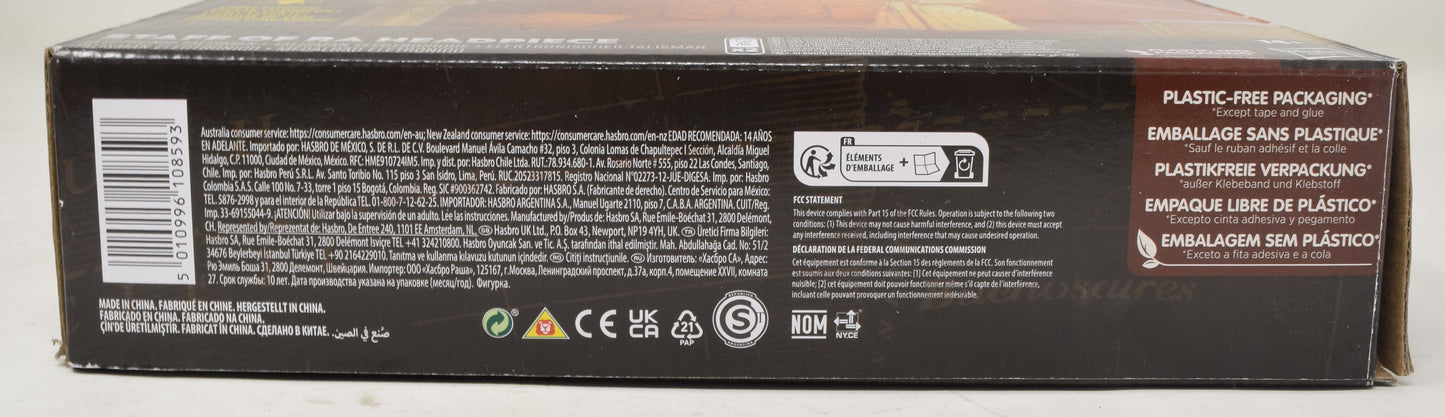 STAFF OF RA HEADPIECE
• ELEKTRONISCHER TALISMAN
5 010996 108593
Australia consumer service: https://consumercare.hasbro.com/en-au; New Zealand consumer service: https://consumercare.hasbro.com/en-nz EDAD RECOMENDADA: 14 AÑOS
EN ADELANTE. Importado por: HASBRO DE MÉXICO, S. DE R.L. DE C.V. Boulevard Manuel Ávila Camacho #32, piso 3, Colonia Lomas de Chapultepec I Sección, Alcaldía Miguel
Hidalgo, C.P. 11000, Ciudad de México, México. RFC: HME910724IM5. Imp. y dist. por: Hasbro Chile Ltda. RUT.:78.934.680-1. Av. Rosario Norte # 555, piso 22 Las Condes, Santiago,
Chile. Imp. por: Hasbro Perú S.R.L. Av. Santo Toribio No. 115 piso 3 San Isidro, Lima, Perú. RUC.20523317815. Registro Nacional N°02273-12-JUE-DIGESA. Imp. por: Hasbro
Colombia S.A.S. Calle 100 No. 7-33, torre 1 piso 15 Bogotá, Colombia. Reg. SIC #900362742. Fabricado por: HASBRO S.A. (Fabricante de derecho). Centro de Servicio para México:
TEL. 5876-2998 y para el interior de la República TEL. 01-800-7-12-62-25. IMPORTADOR: HASBRO ARGENTINA S.A., Manuel Ugarte 2110, piso 7, C.A.B.A. ARGENTINA. CUIT/Reg.
Imp. 33-69155044-9. ¡ATENCIÓN! Utilizar bajo la supervisión de un adulto. Lée las instrucciones. Manufactured by/Produs de: Hasbro SA, Rue Emile-Boéchat 31, 2800 Delémont,
CH. Represented by/Reprezentat de: Hasbro, De Entree 240, 1101 EE Amsterdam, NL. GB Hasbro UK Ltd., P.O. Box 43, Newport, NP19 4YH, UK. TR Üretici Firma Bilgileri:
Hasbro SA, Rue Emile-Boéchat 31, 2800 Delémont İsviçre TEL +41 324210800. Hasbro Oyuncak San. ve Tic. A.Ş. tarafından ithal edilmiştir. Mah. Abdullahağa Cad. No: 51/2
34676 Beylerbeyi İstanbul Türkiye TEL +90 2164229010. Tanıtma ve kullanma kılavuzu kutunun içindedir. RO Citiți instrucțiunile. RU Изготовлено: «Хасбро СА», Адрес:
Рю Эмиль Боша 31, 2800 Делемонт, Швейцария. Импортер: ООО «Хасбро Раша», 125167, г.Москва, Ленинградский проспект, д.37а, корп.4, помещение XXVII, комната
27. Срок службы: 10 лет. Дата производства указана на упаковке (месяц/год). Фигурка.
MADE IN CHINA. FABRIQUÉ EN CHINE. HERGESTELLT IN CHINA.
FABRICADO EN CHINA. FABRICADO NA CHINA.
ÇİN'DE ÜRETİLMİŞTİR. FABRICAT ÎN CHINA. СДЕЛАНО В КИТАЕ. صُنع في الصين.
CE
UK
CA
21
PAP
S
NOM
NYCE
FR
ÉLÉMENTS
D'EMBALLAGE
+
FCC STATEMENT
This device complies with Part 15 of the FCC Rules. Operation is subject to the following two
conditions: (1) This device may not cause harmful interference, and (2) this device must accept
any interference received, including interference that may cause undesired operation.
DÉCLARATION DE LA FEDERAL COMMUNICATIONS COMMISSION
Cet équipement est conforme à la Section 15 des règlements de la FCC. Son fonctionnement
est soumis aux deux conditions suivantes: [1] Cet équipement ne peut causer d'interférence
nuisible; [2] cet équipement doit pouvoir fonctionner même s'il capte de l'interférence,
incluant celle pouvant provoquer un fonctionnement indésirable.
PLASTIC-FREE PACKAGING*
*Except tape and glue
EMBALLAGE SANS PLASTIQUE*
*Sauf le ruban adhésif et la colle
PLASTIKFREIE VERPACKUNG*
*außer Klebeband und Klebstoff
EMPAQUE LIBRE DE PLÁSTICO*
*Excepto cinta adhesiva y pegamento
EMBALAGEM SEM PLÁSTICO*
*Exceto a fita adesiva e a cola